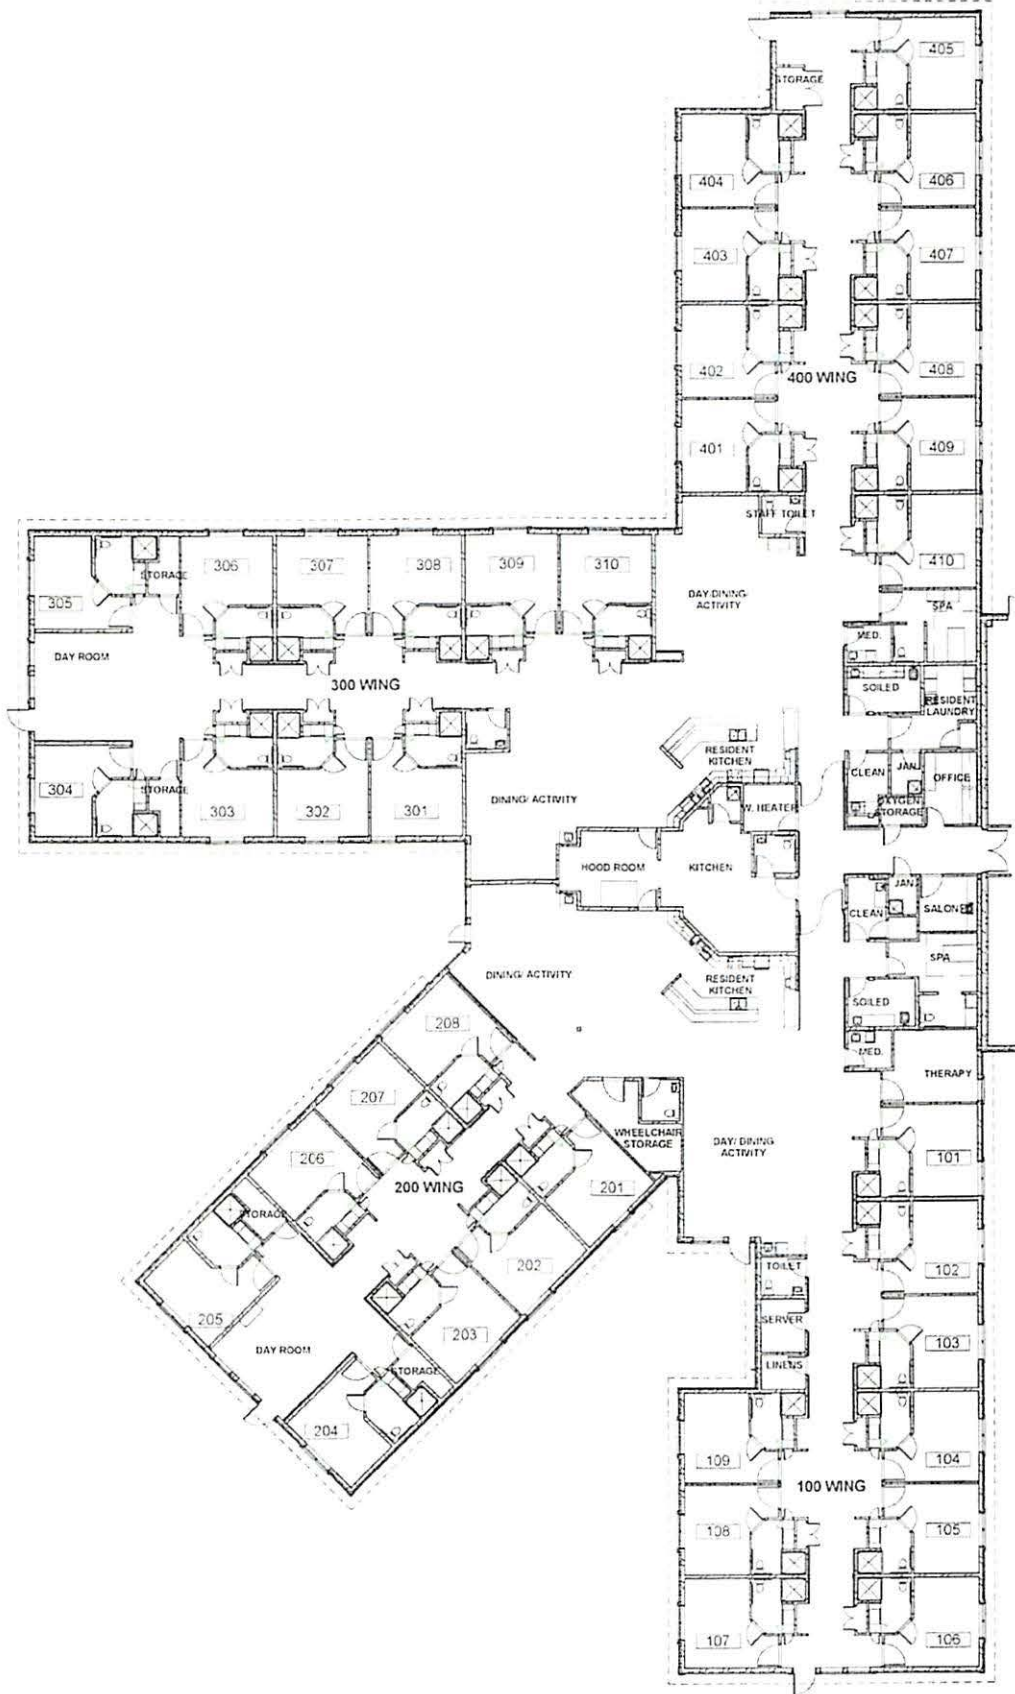 405
STORAGE
404
406
403
407
402
400 WING
408
401
409
STAFF TOILET
410
305
STORAGE
306
307
308
309
310
DAY/DINING
ACTIVITY
SPA
MED.
DAY ROOM
300 WING
SOILED
RESIDENT
LAUNDRY
RESIDENT
KITCHEN
304
STORAGE
303
302
301
DINING/ ACTIVITY
W. HEATER
CLEAN
JAN.
OFFICE
OXYGEN
STORAGE
HOOD ROOM
KITCHEN
CLEAN
JAN
SALON
DINING/ ACTIVITY
RESIDENT
KITCHEN
SPA
SOILED
208
MED.
THERAPY
207
WHEELCHAIR
STORAGE
DAY/ DINING
ACTIVITY
101
206
200 WING
201
STORAGE
202
TOILET
102
205
203
SERVER
103
DAY ROOM
STORAGE
LINENS
204
109
104
100 WING
108
105
107
106